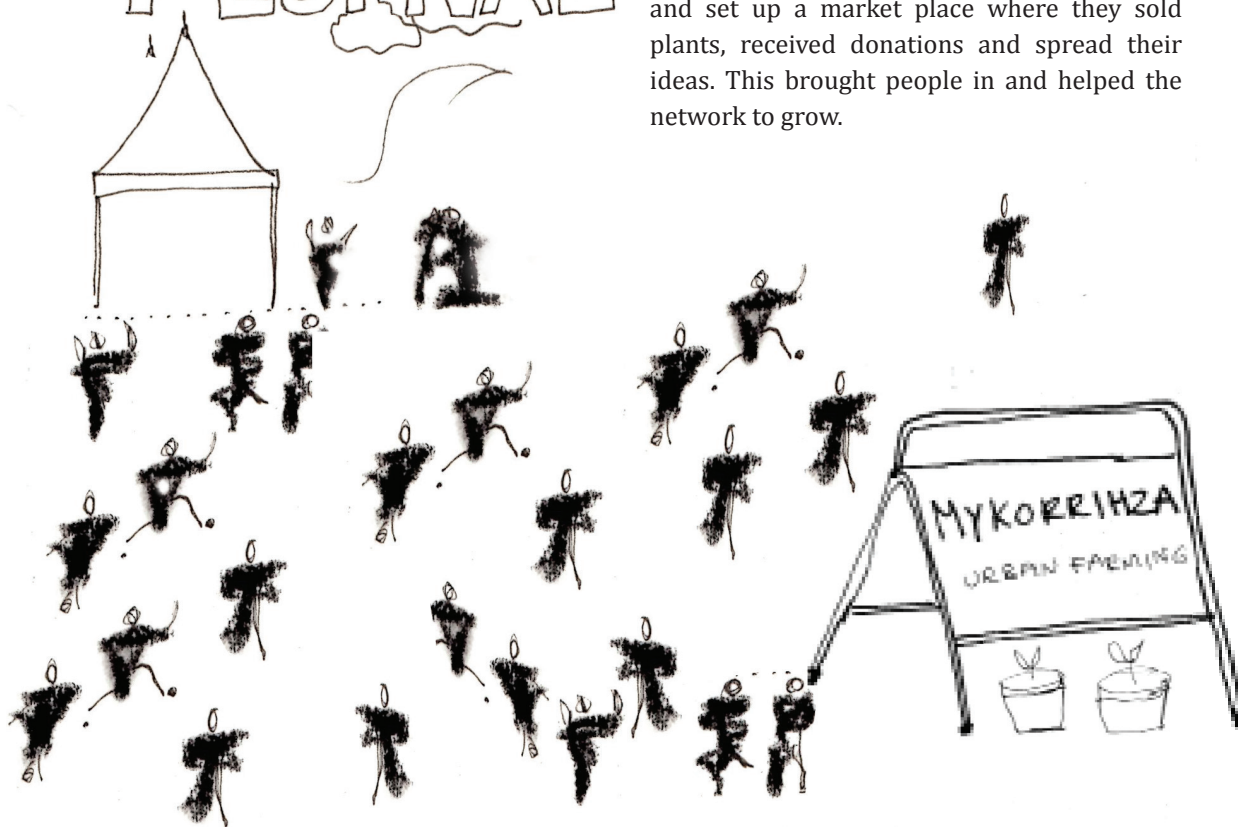 and set up a market place where they sold
plants, received donations and spread their
ideas. This brought people in and helped the
network to grow.
MYKORRIHZA
URBAN FARMING